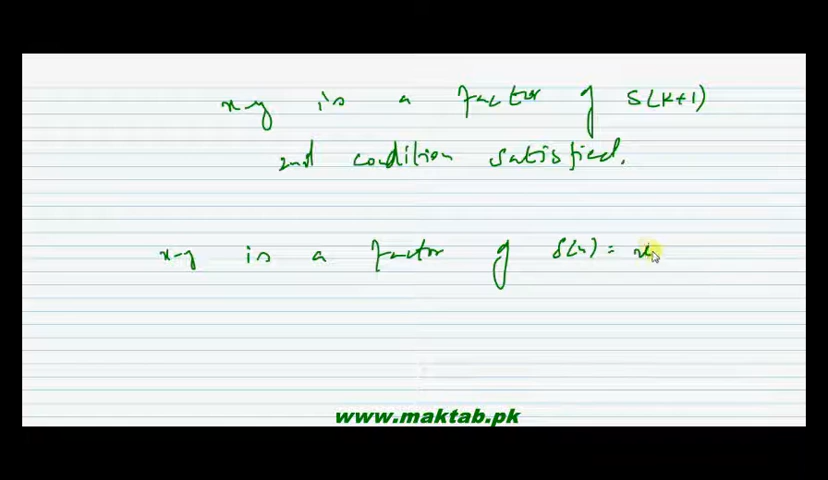 x-y is a factor of S(k+1)
2nd condition satisfied.
x-y is a factor of S(n) = x
www.maktab.pk